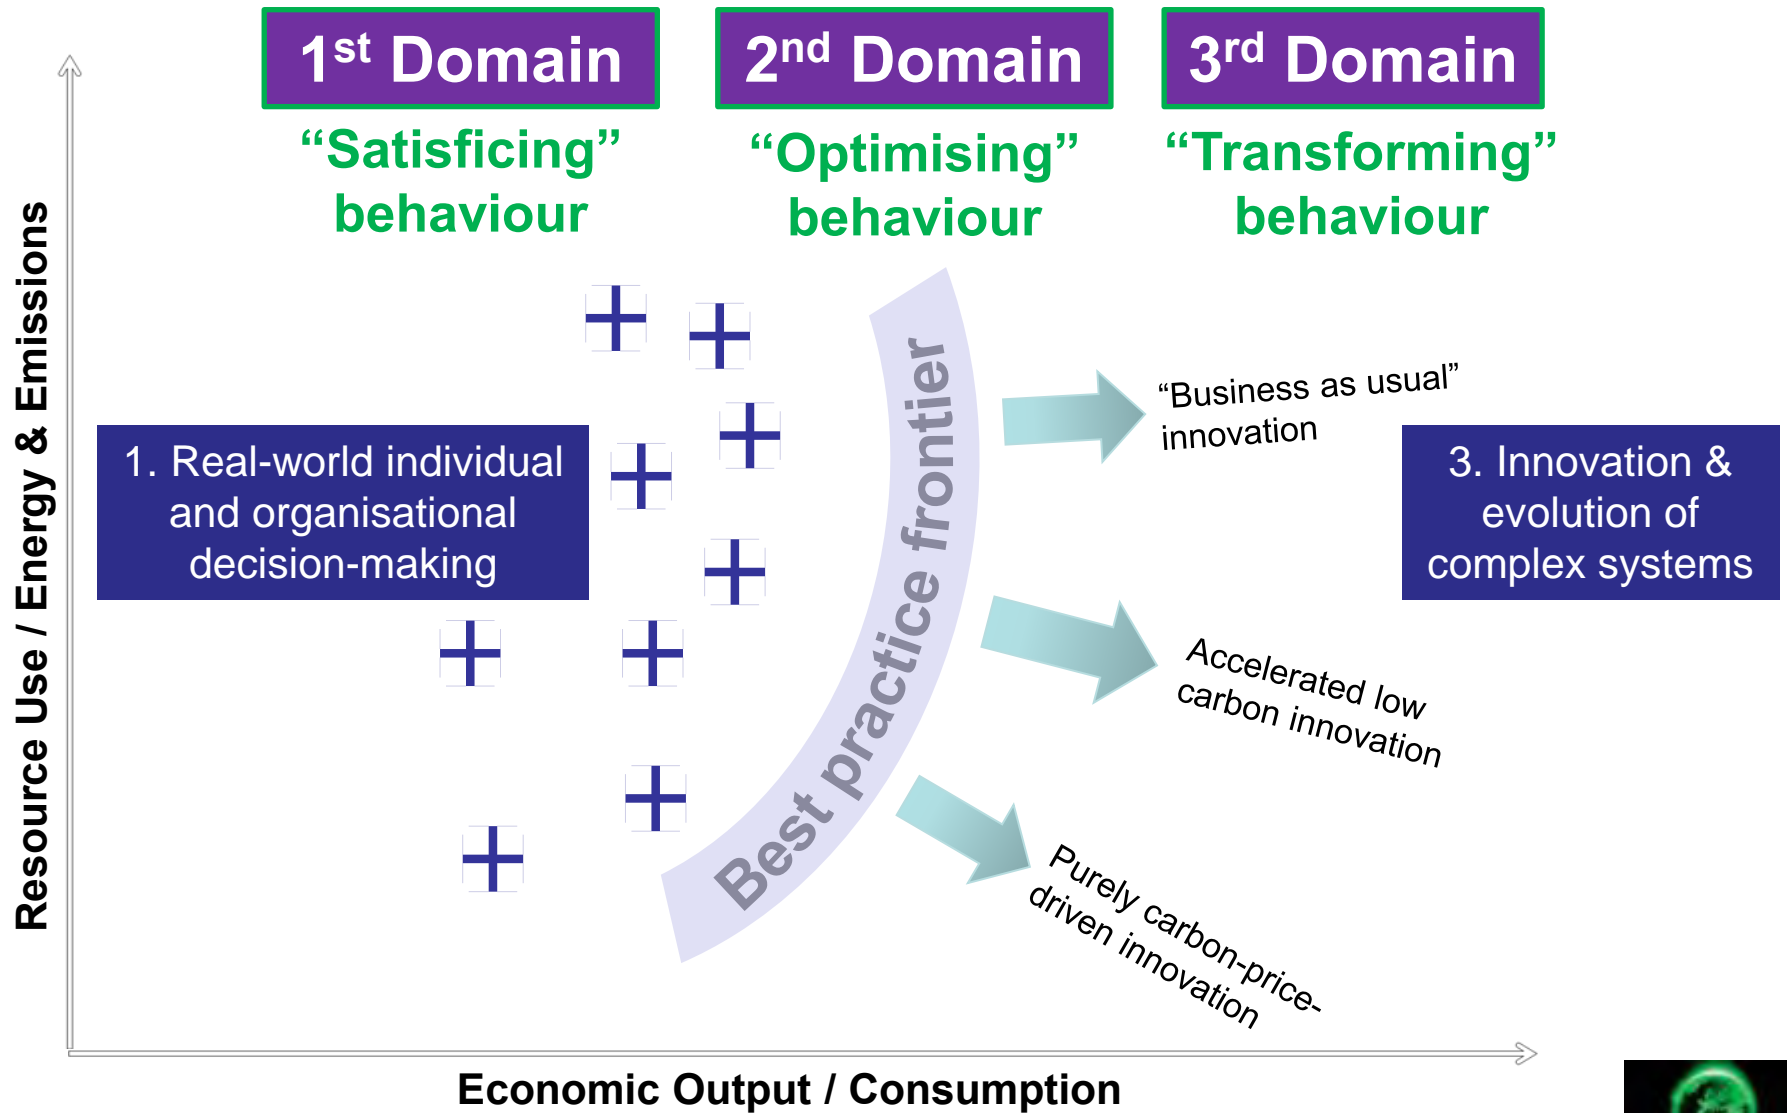 1st Domain
2nd Domain
3rd Domain
“Satisficing”
behaviour
“Optimising”
behaviour
“Transforming”
behaviour
Resource Use / Energy & Emissions
1. Real-world individual
and organisational
decision-making
Best practice frontier
“Business as usual”
innovation
3. Innovation &
evolution of
complex systems
Accelerated low
carbon innovation
Purely carbon-price-
driven innovation
Economic Output / Consumption